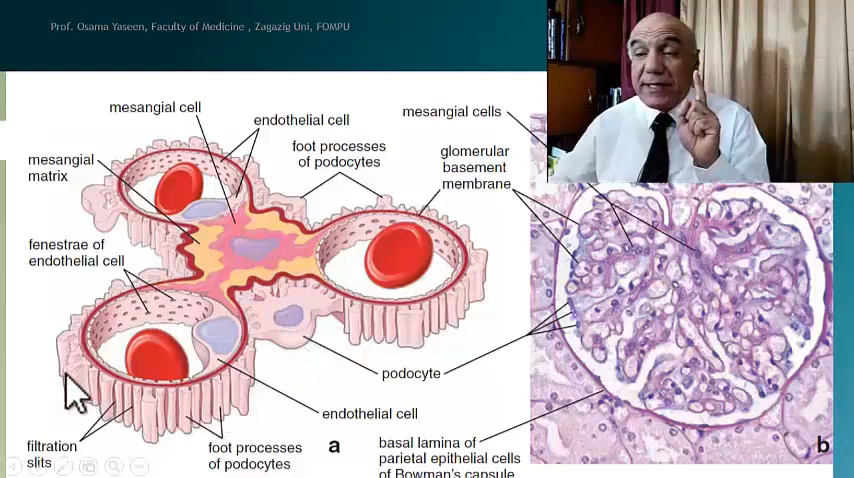 Prof. Osama Yaseen, Faculty of Medicine , Zagazig Uni, FOMPU
mesangial cell
endothelial cell
mesangial cells
foot processes
of podocytes
glomerular
basement
membrane
mesangial
matrix
fenestrae of
endothelial cell
podocyte
endothelial cell
filtration
slits
foot processes
of podocytes
a
basal lamina of
parietal epithelial cells
of Bowman's capsule
b